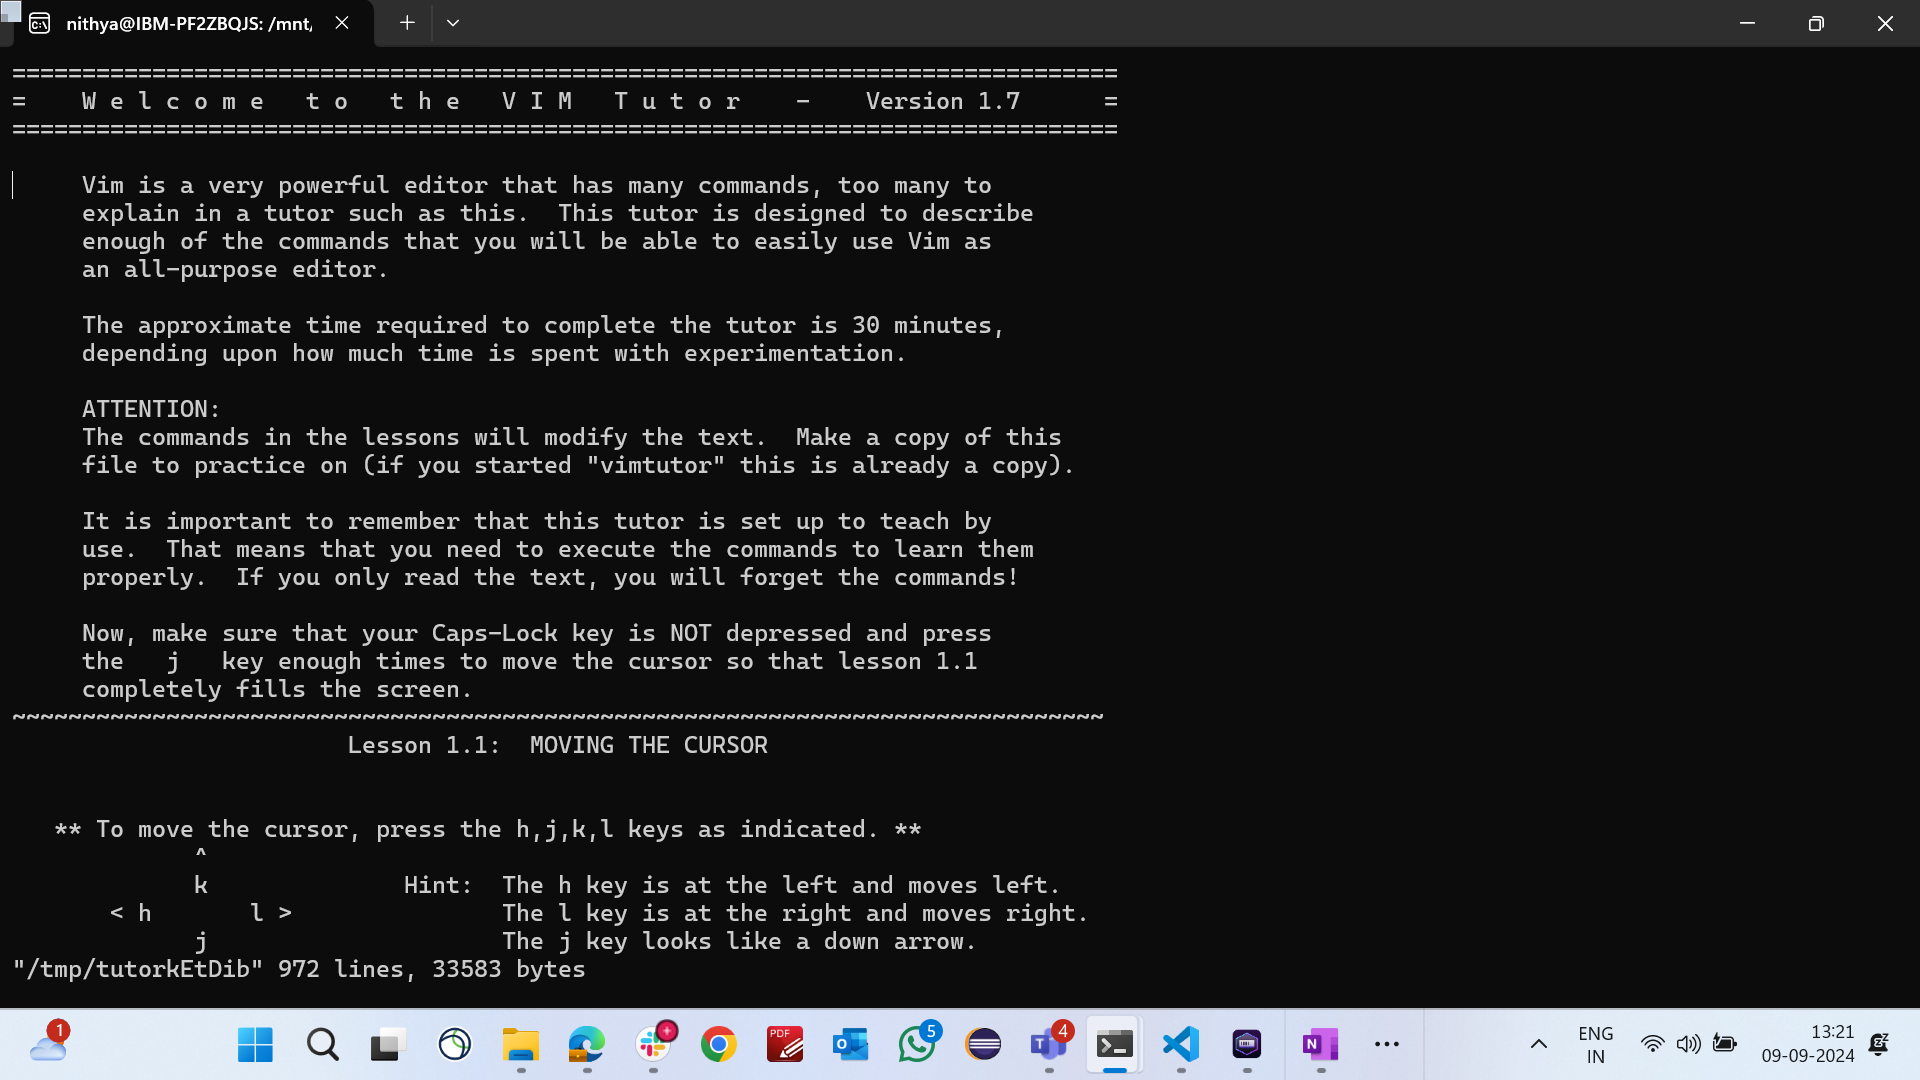 nithya@IBM-PF2ZBQJS: /mnt/
===============================================================================
=    W e l c o m e   t o   t h e   V I M   T u t o r    -    Version 1.7      =
===============================================================================
     Vim is a very powerful editor that has many commands, too many to
     explain in a tutor such as this.  This tutor is designed to describe
     enough of the commands that you will be able to easily use Vim as
     an all-purpose editor.
     The approximate time required to complete the tutor is 30 minutes,
     depending upon how much time is spent with experimentation.
     ATTENTION:
     The commands in the lessons will modify the text.  Make a copy of this
     file to practice on (if you started "vimtutor" this is already a copy).
     It is important to remember that this tutor is set up to teach by
     use.  That means that you need to execute the commands to learn them
     properly.  If you only read the text, you will forget the commands!
     Now, make sure that your Caps-Lock key is NOT depressed and press
     the   j   key enough times to move the cursor so that lesson 1.1
     completely fills the screen.
~~~~~~~~~~~~~~~~~~~~~~~~~~~~~~~~~~~~~~~~~~~~~~~~~~~~~~~~~~~~~~~~~~~~~~~~~~~~~~
                        Lesson 1.1:  MOVING THE CURSOR
   ** To move the cursor, press the h,j,k,l keys as indicated. **
             ^
             k              Hint:  The h key is at the left and moves left.
       < h       l >               The l key is at the right and moves right.
             j                     The j key looks like a down arrow.
"/tmp/tutorkEtDib" 972 lines, 33583 bytes
1
PDF
5
4
ENG
IN
13:21
09-09-2024